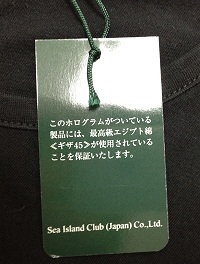 このホログラムがついている
製品には、最高級エジプト綿
≪ギザ45≫が使用されている
ことを保証いたします。
Sea Island Club (Japan) Co.,Ltd.